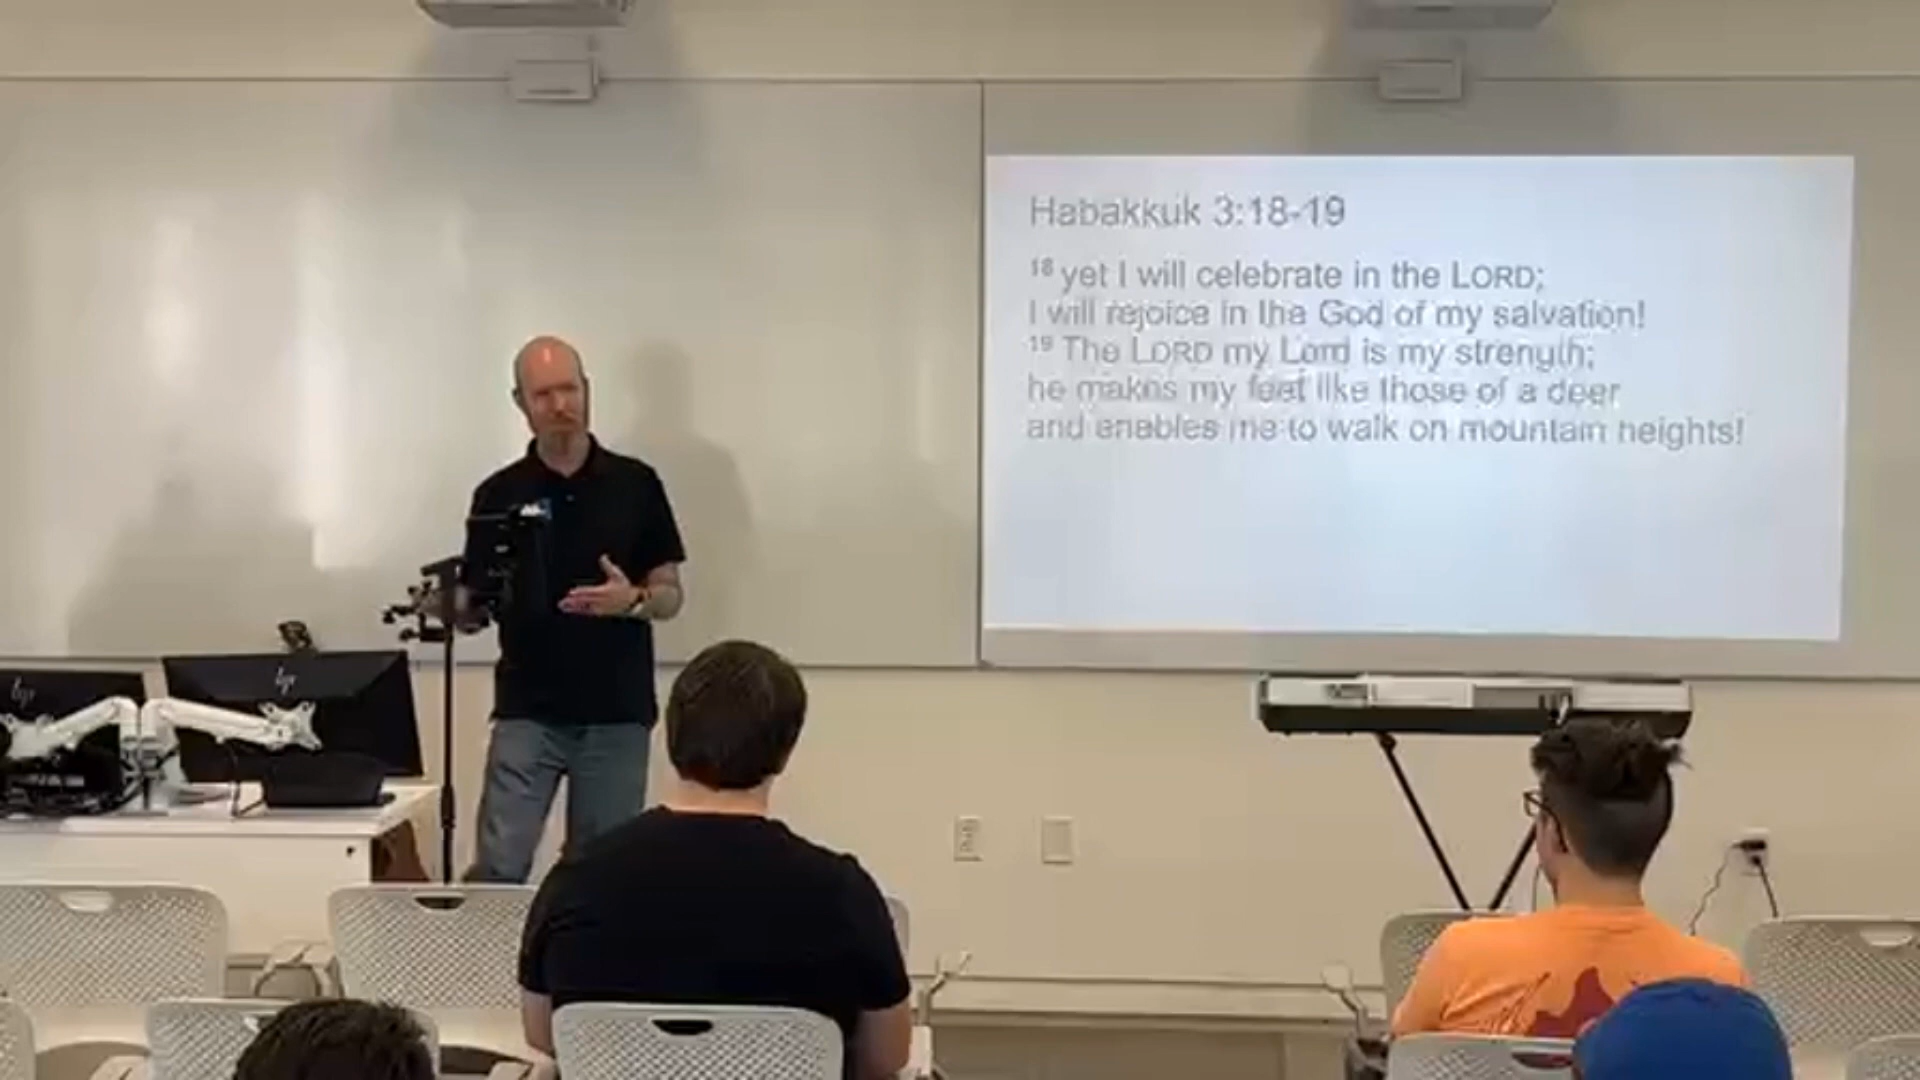 Habakkuk 3:18-19
18 yet I will celebrate in the LORD;
I will rejoice in the God of my salvation!
19 The LORD my Lord is my strength;
he makes my feet like those of a deer
and enables me to walk on mountain heights!
hp
hp